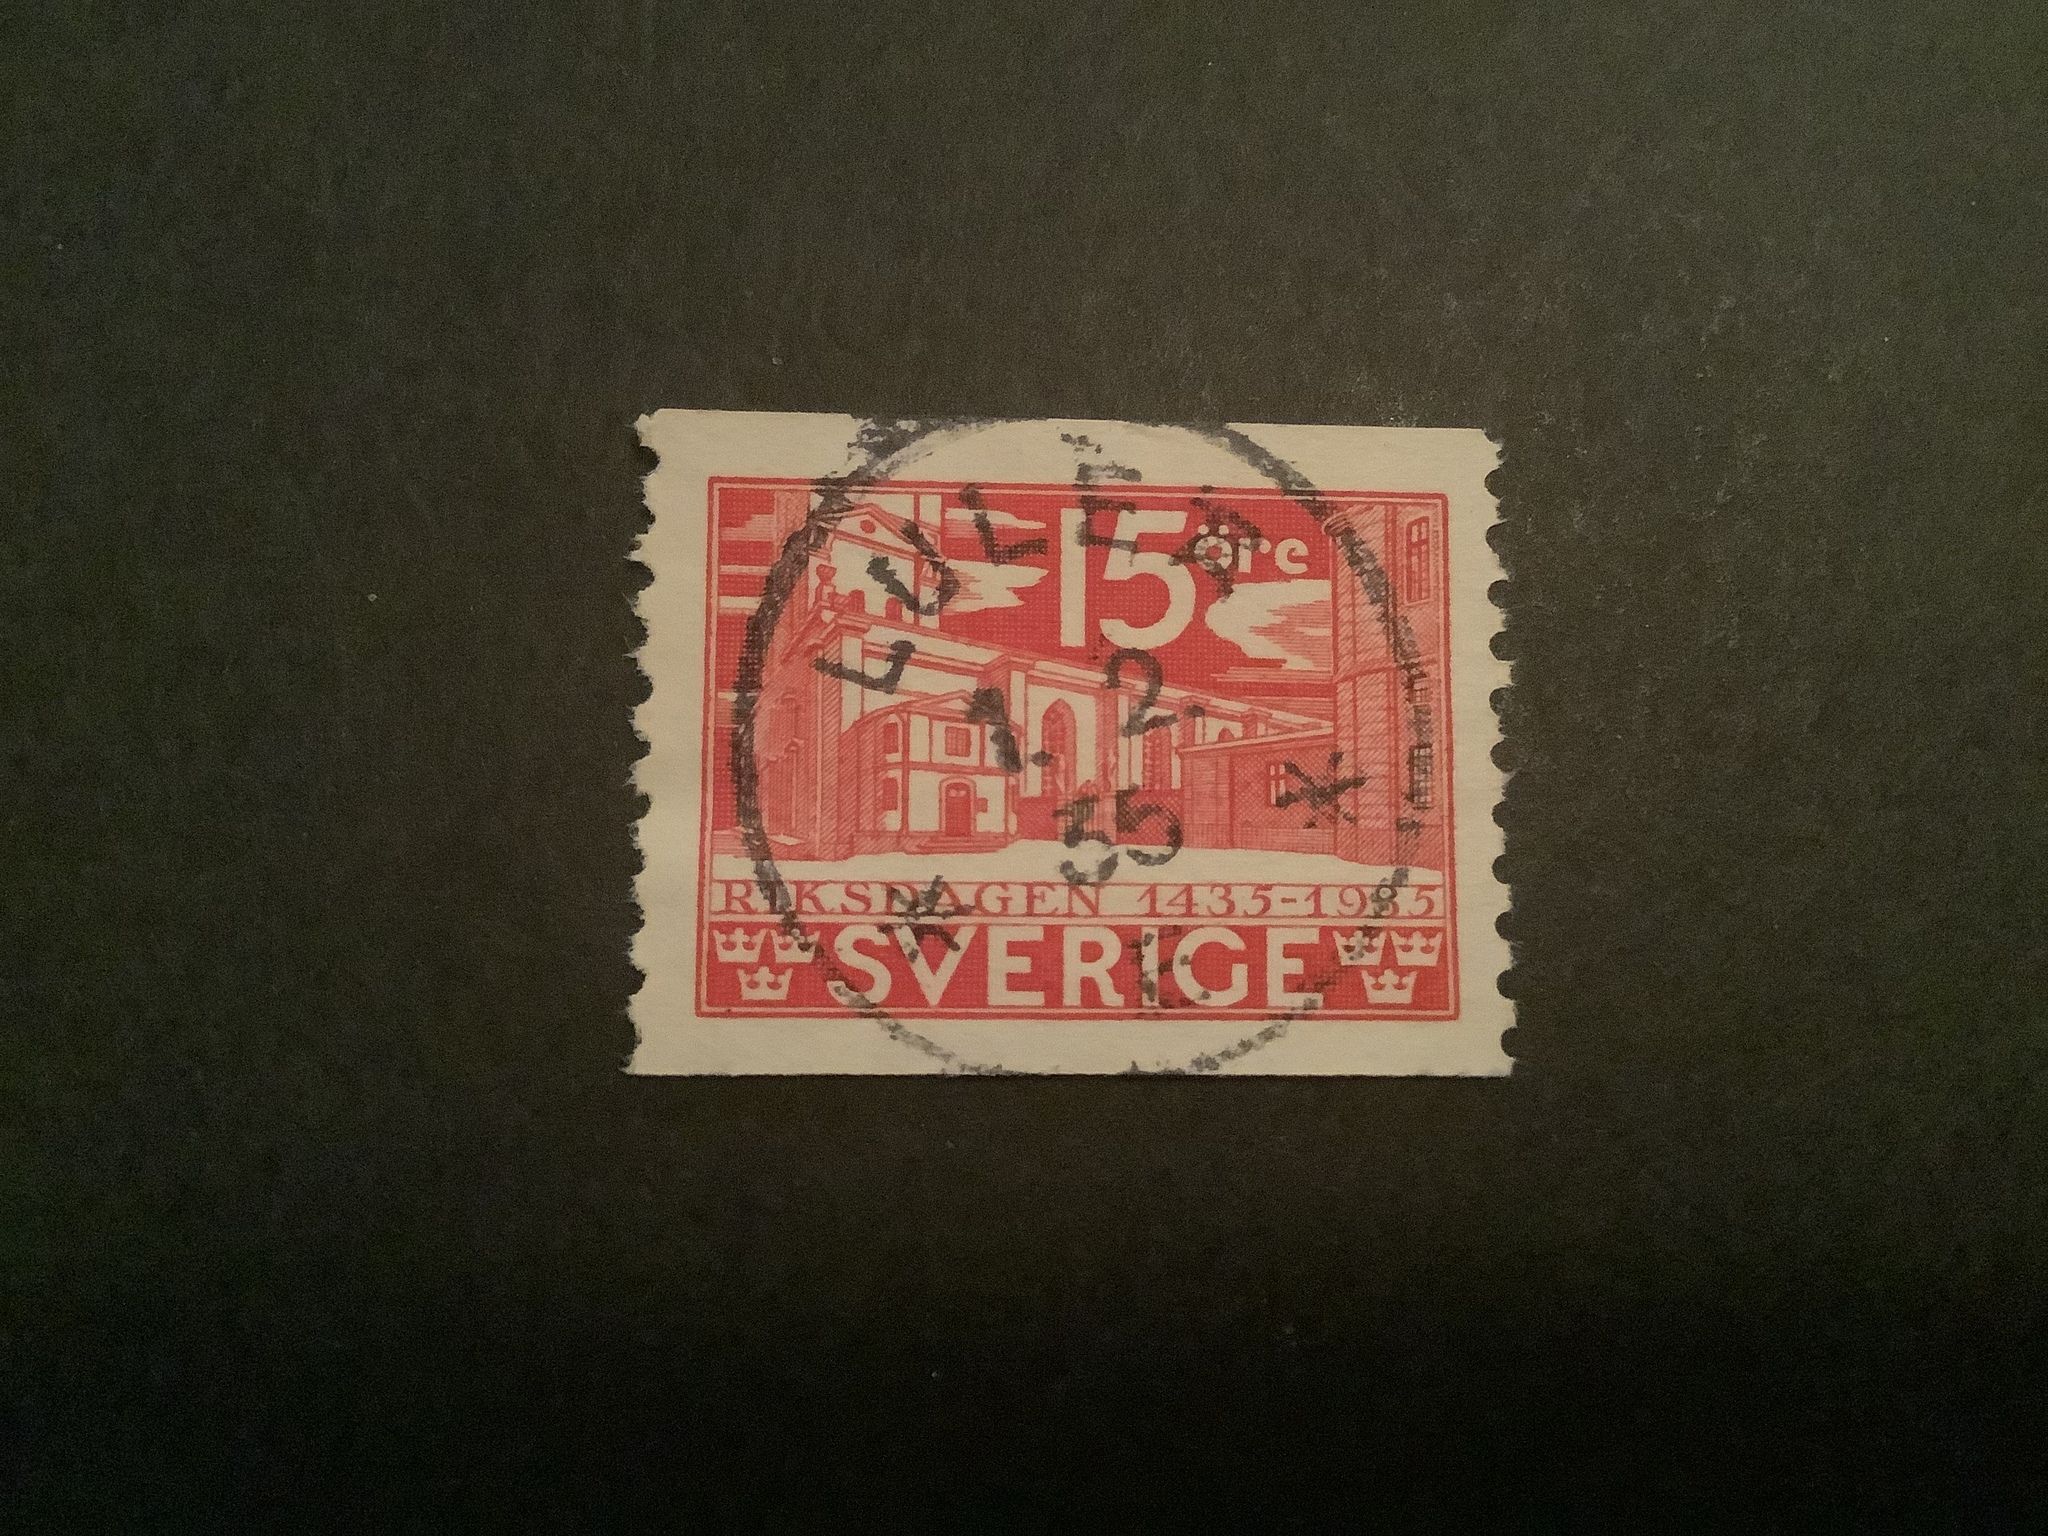 15 öre
LULEÅ
1. 2.
35
RIKSDAGEN 1435-1935
SVERIGE
E